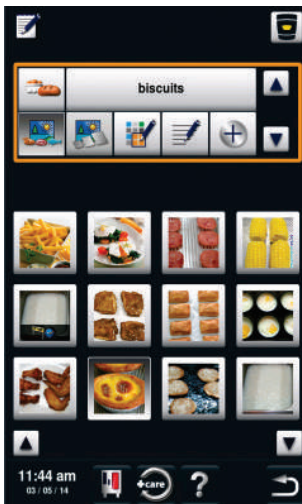 biscuits
11:44 am
03 / 05 / 14
+care
?